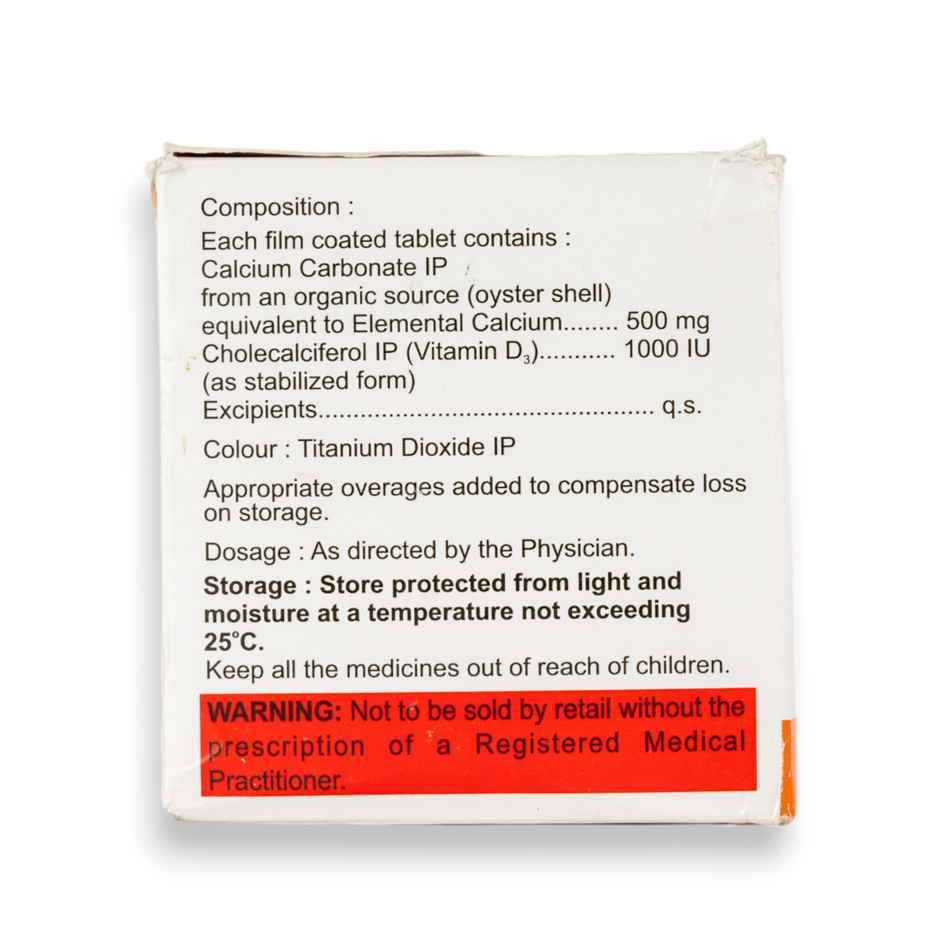 Composition :
Each film coated tablet contains :
Calcium Carbonate IP
from an organic source (oyster shell)
equivalent to Elemental Calcium........ 500 mg
Cholecalciferol IP (Vitamin D₃)........... 1000 IU
(as stabilized form)
Excipients................................................ q.s.
Colour : Titanium Dioxide IP
Appropriate overages added to compensate loss
on storage.
Dosage : As directed by the Physician.
Storage : Store protected from light and
moisture at a temperature not exceeding
25°C.
Keep all the medicines out of reach of children.
WARNING: Not to be sold by retail without the
prescription of a Registered Medical
Practitioner.